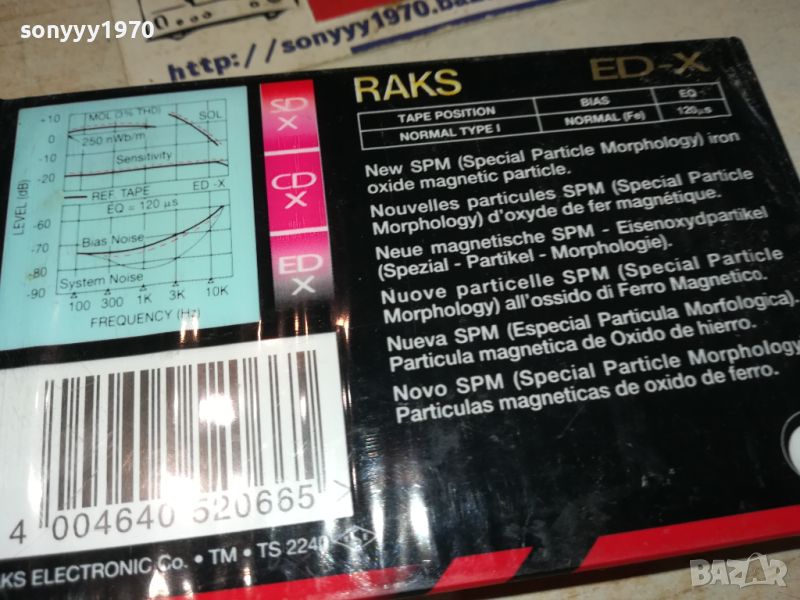 sonyyy1970
http://sonyyy1970.ba
RAKS ED-X
TAPE POSITION BIAS EQ
NORMAL TYPE I NORMAL (Fe) 120µs
New SPM (Special Particle Morphology) iron
oxide magnetic particle.
Nouvelles particules SPM (Special Particle
Morphology) d'oxyde de fer magnétique.
Neue magnetische SPM - Eisenoxydpartikel
(Spezial - Partikel - Morphologie).
Nuove particelle SPM (Special Particle
Morphology) all'ossido di Ferro Magnetico.
Nueva SPM (Especial Particula Morfologica).
Particula magnetica de Oxido de hierro.
Novo SPM (Special Particle Morphology
Particulas magneticas de oxido de ferro.
SD
X
CD
X
ED
X
LEVEL (dB)
+10
0
-10
-20
-70
-80
-90
MOL (3% THD) SOL
250 nWb/m
Sensitivity
REF TAPE ED-X
EQ = 120 µs
Bias Noise
System Noise
100 300 1K 3K 10K
FREQUENCY (Hz)
4 004640 520665 >
KS ELECTRONIC Co. • TM • TS 2240
BAZAR